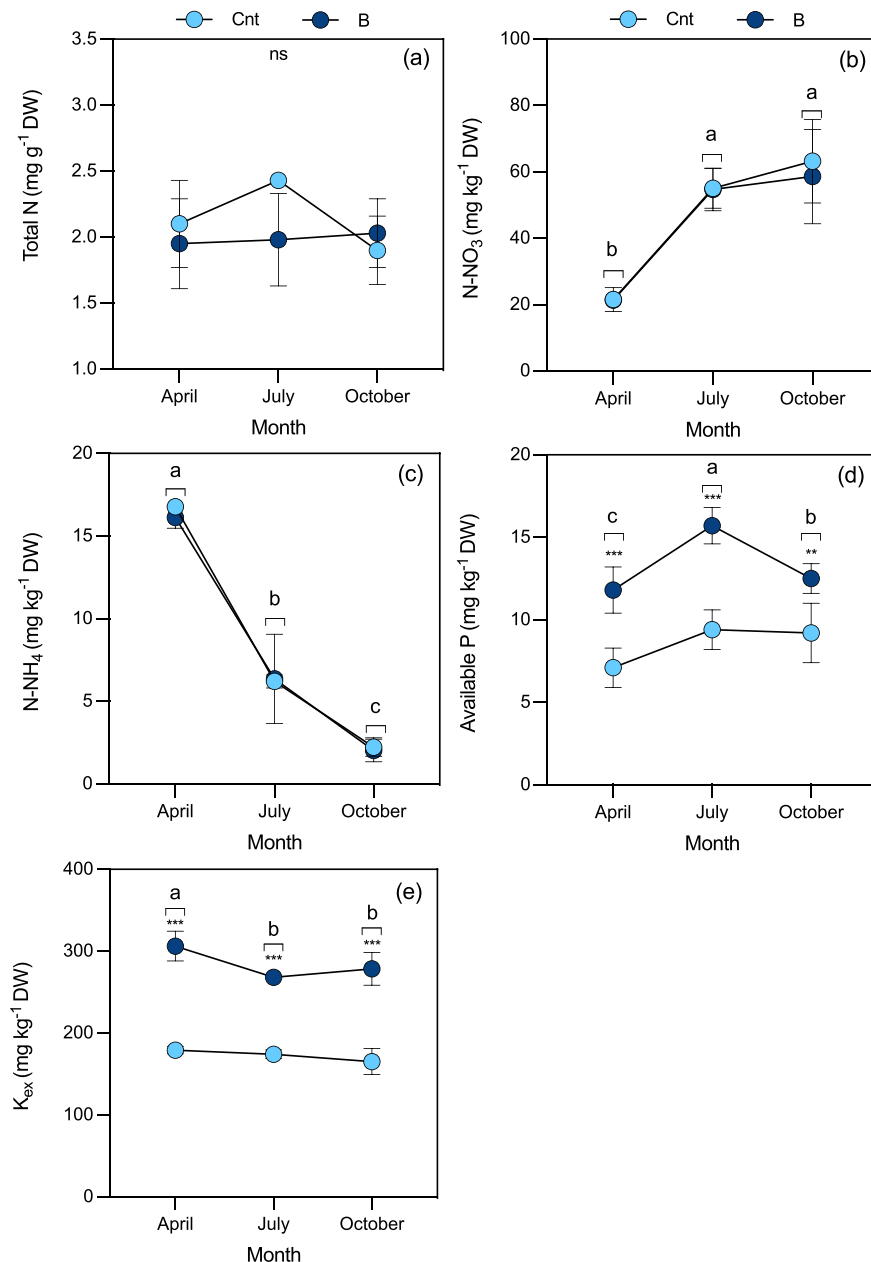 Cnt B
Cnt B
(a)
ns
Total N (mg g⁻¹ DW)
3.5
3.0
2.5
2.0
1.5
1.0
April July October
Month
(b)
N-NO₃ (mg kg⁻¹ DW)
100
80
60
40
20
0
b
a
a
April July October
Month
(c)
N-NH₄ (mg kg⁻¹ DW)
20
15
10
5
0
a
b
c
April July October
Month
(d)
Available P (mg kg⁻¹ DW)
20
15
10
5
0
c
***
a
***
b
**
April July October
Month
(e)
Kₑₓ (mg kg⁻¹ DW)
400
300
200
100
0
a
***
b
***
b
***
April July October
Month